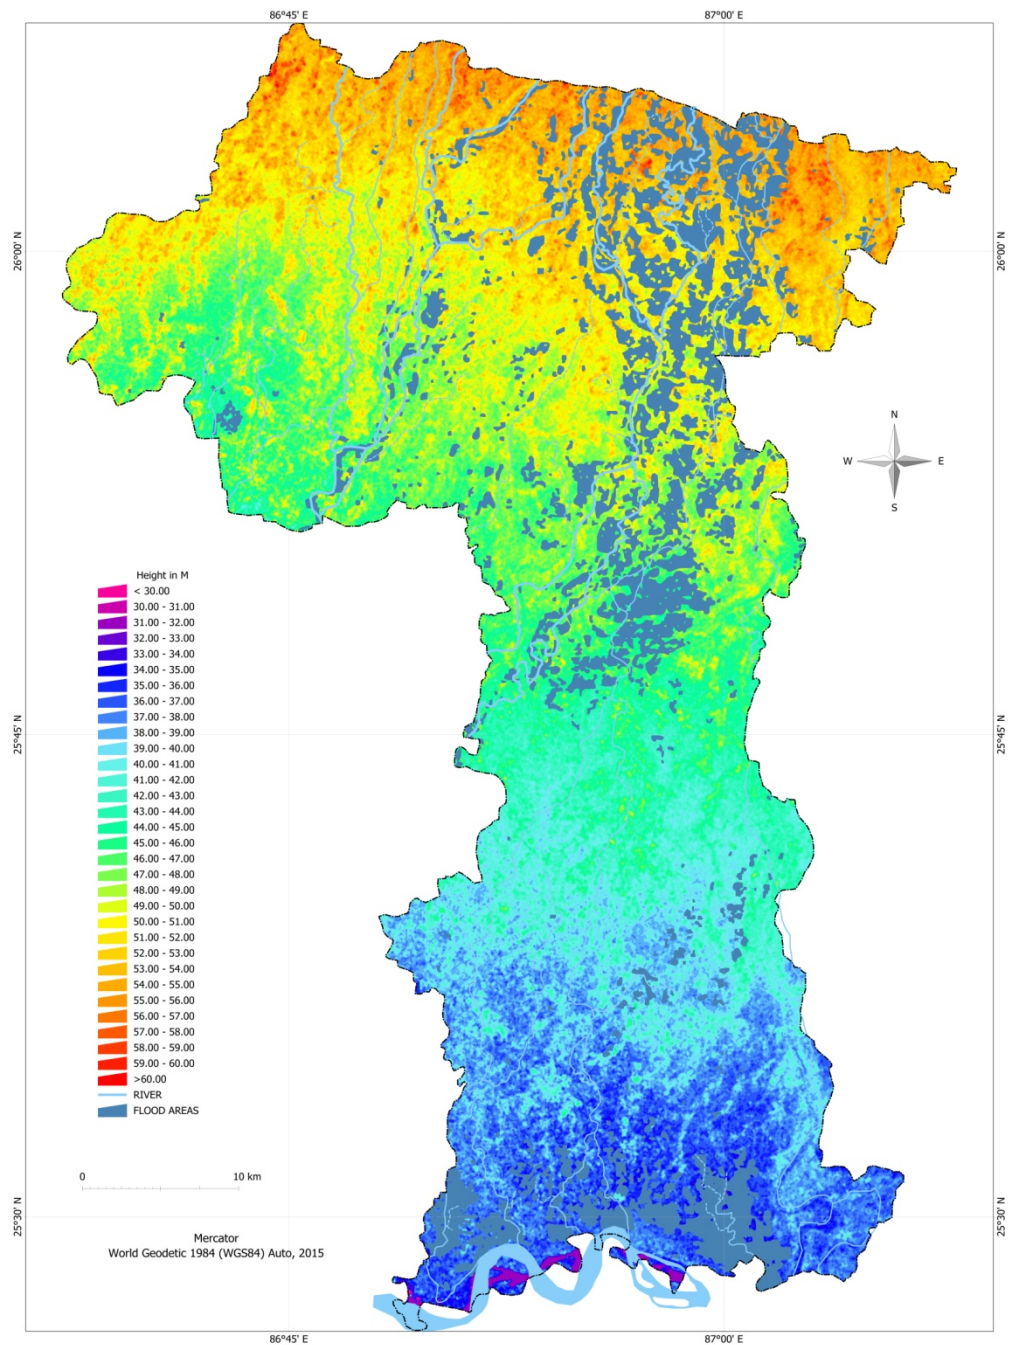 86°45' E
87°00' E
26°00' N
26°00' N
N
W
E
S
Height in M
< 30.00
30.00 - 31.00
31.00 - 32.00
32.00 - 33.00
33.00 - 34.00
34.00 - 35.00
35.00 - 36.00
36.00 - 37.00
37.00 - 38.00
38.00 - 39.00
39.00 - 40.00
40.00 - 41.00
41.00 - 42.00
42.00 - 43.00
43.00 - 44.00
44.00 - 45.00
45.00 - 46.00
46.00 - 47.00
47.00 - 48.00
48.00 - 49.00
49.00 - 50.00
50.00 - 51.00
51.00 - 52.00
52.00 - 53.00
53.00 - 54.00
54.00 - 55.00
55.00 - 56.00
56.00 - 57.00
57.00 - 58.00
58.00 - 59.00
59.00 - 60.00
>60.00
RIVER
FLOOD AREAS
25°45' N
25°45' N
0
10 km
25°30' N
25°30' N
Mercator
World Geodetic 1984 (WGS84) Auto, 2015
86°45' E
87°00' E